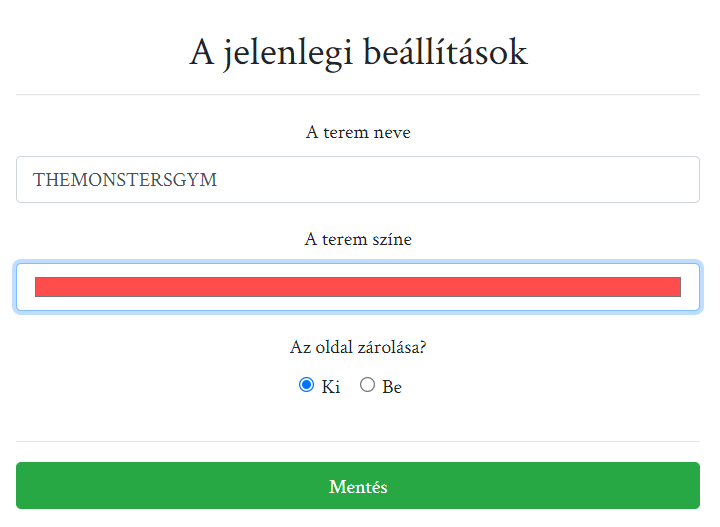 A jelenlegi beállítások
A terem neve
THEMONSTERSGYM
A terem színe
Az oldal zárolása?
Ki Be
Mentés